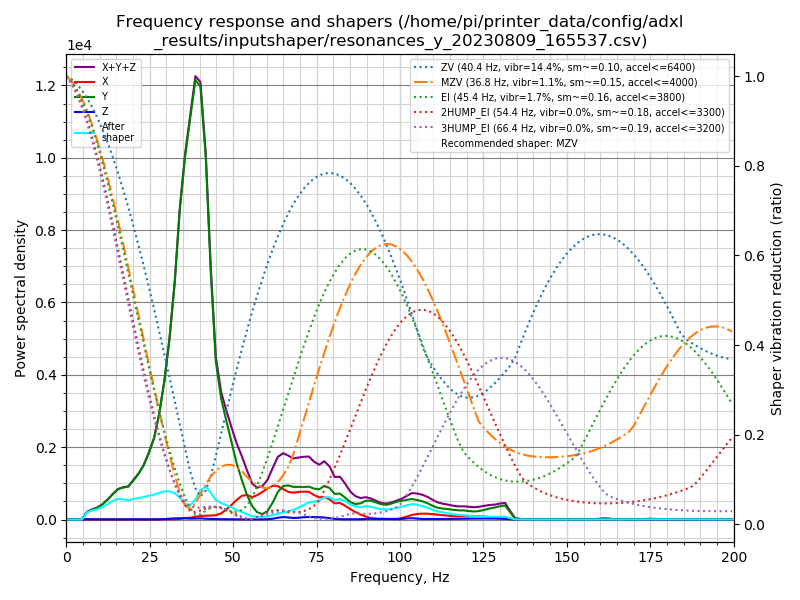 Frequency response and shapers (/home/pi/printer_data/config/adxl
_results/inputshaper/resonances_y_20230809_165537.csv)
1e4
X+Y+Z
X
Y
Z
After
shaper
ZV (40.4 Hz, vibr=14.4%, sm~=0.10, accel<=6400)
MZV (36.8 Hz, vibr=1.1%, sm~=0.15, accel<=4000)
EI (45.4 Hz, vibr=1.7%, sm~=0.16, accel<=3800)
2HUMP_EI (54.4 Hz, vibr=0.0%, sm~=0.18, accel<=3300)
3HUMP_EI (66.4 Hz, vibr=0.0%, sm~=0.19, accel<=3200)
Recommended shaper: MZV
Power spectral density
1.2
1.0
0.8
0.6
0.4
0.2
0.0
1.0
0.8
0.6
0.4
0.2
0.0
Shaper vibration reduction (ratio)
0 25 50 75 100 125 150 175 200
Frequency, Hz